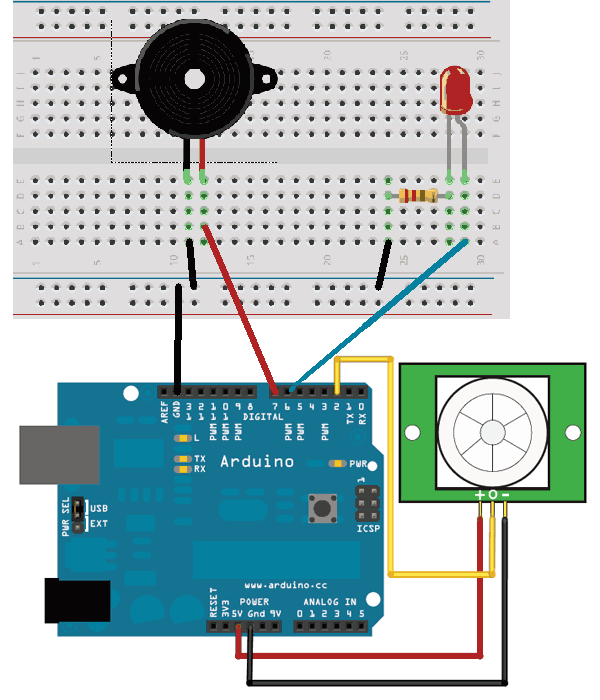 1 5 10 15 20 25 30
J
I
H
G
F
E
D
C
B
A
1 5 10 15 20 25 30
AREF
GND
13
12
11
10
9
8
7
6
5
4
3
2
TX 1
RX 0
PWM PWM PWM PWM PWM PWM
DIGITAL
L
TX
RX
Arduino
PWR
1
ICSP
PWR SEL
USB
EXT
www.arduino.cc
POWER ANALOG IN
RESET
3V3
5V Gnd 9V 0 1 2 3 4 5
+ O -